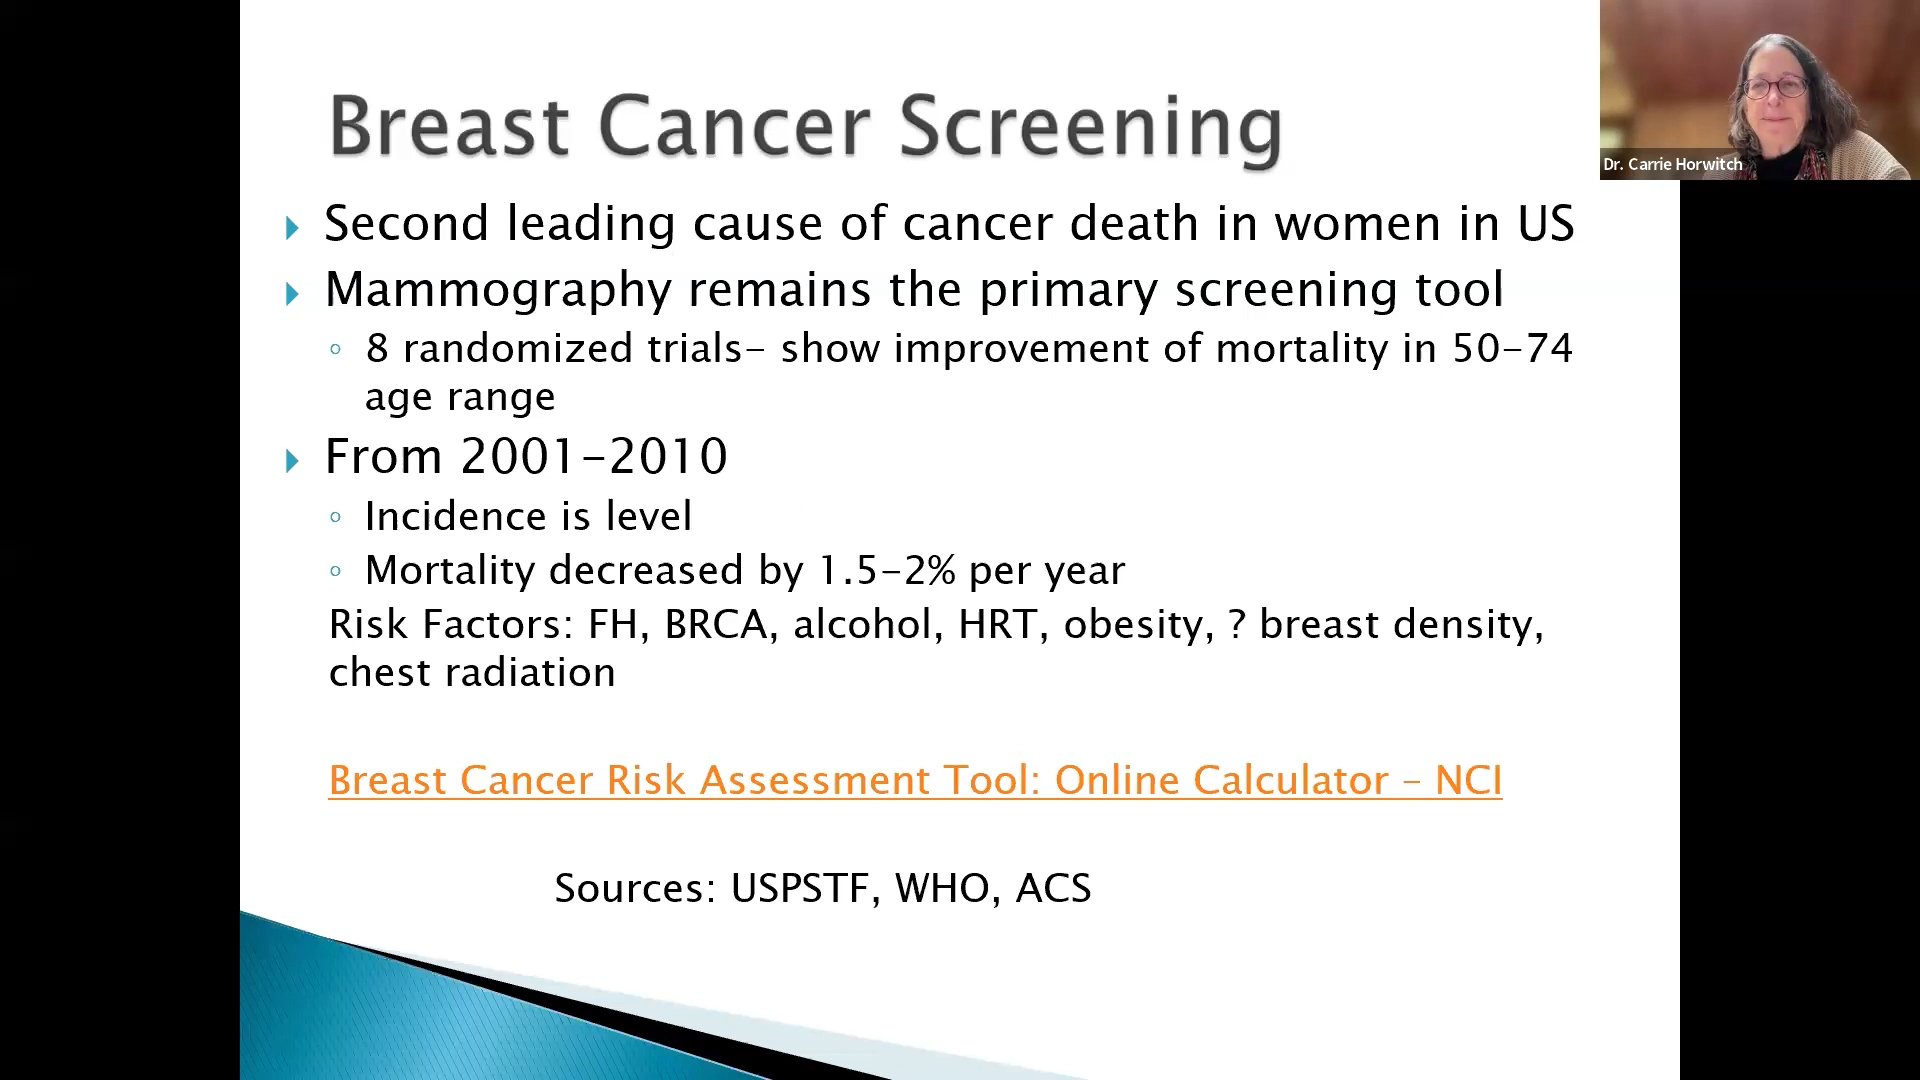 Breast Cancer Screening
Dr. Carrie Horwitch
Second leading cause of cancer death in women in US
Mammography remains the primary screening tool
8 randomized trials- show improvement of mortality in 50-74
age range
From 2001-2010
Incidence is level
Mortality decreased by 1.5-2% per year
Risk Factors: FH, BRCA, alcohol, HRT, obesity, ? breast density,
chest radiation
Breast Cancer Risk Assessment Tool: Online Calculator - NCI
Sources: USPSTF, WHO, ACS